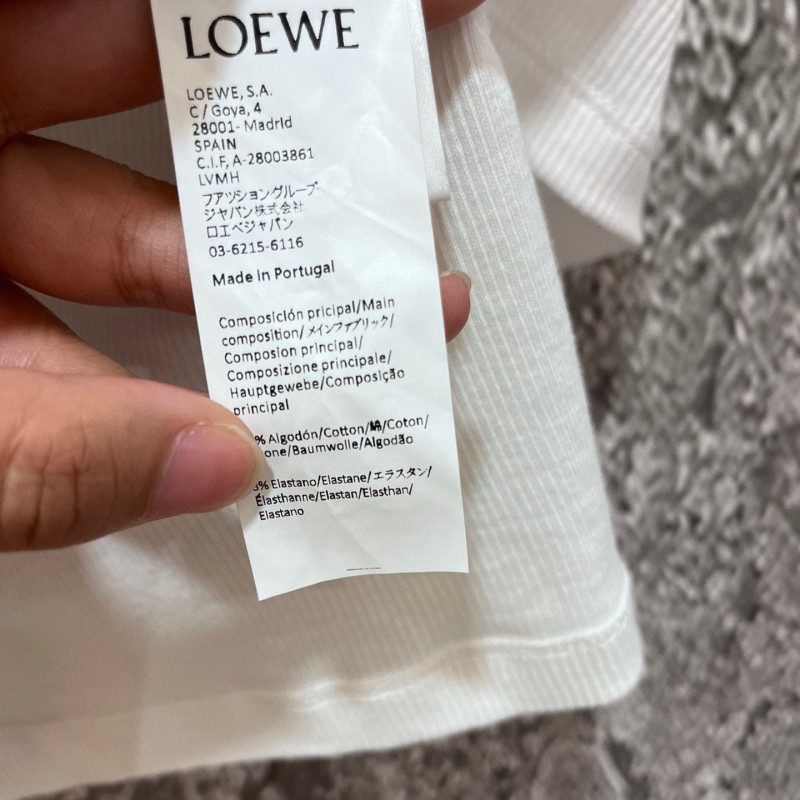 LOEWE
LOEWE, S.A.
C / Goya, 4
28001- Madrid
SPAIN
C.I.F, A-28003861
LVMH
ファッショングループ
ジャパン株式会社
ロエベジャパン
03-6215-6116
Made in Portugal
Composición pricipal/Main
composition/ メインファブリック/
Composion principal/
Composizione principale/
Hauptgewebe/Composição
principal
% Algodón/Cotton/綿/Coton/
one/Baumwolle/Algodão
% Elastano/Elastane/エラスタン/
Élasthanne/Elastan/Elasthan/
Elastano